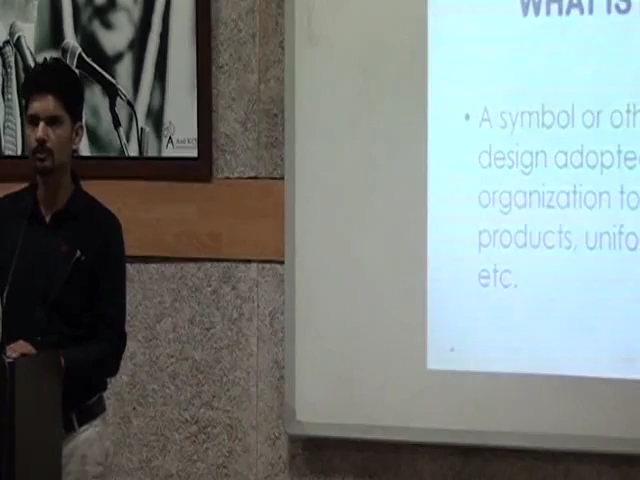 WHAT IS
• A symbol or oth
design adopte
organization to
products, unifo
etc.